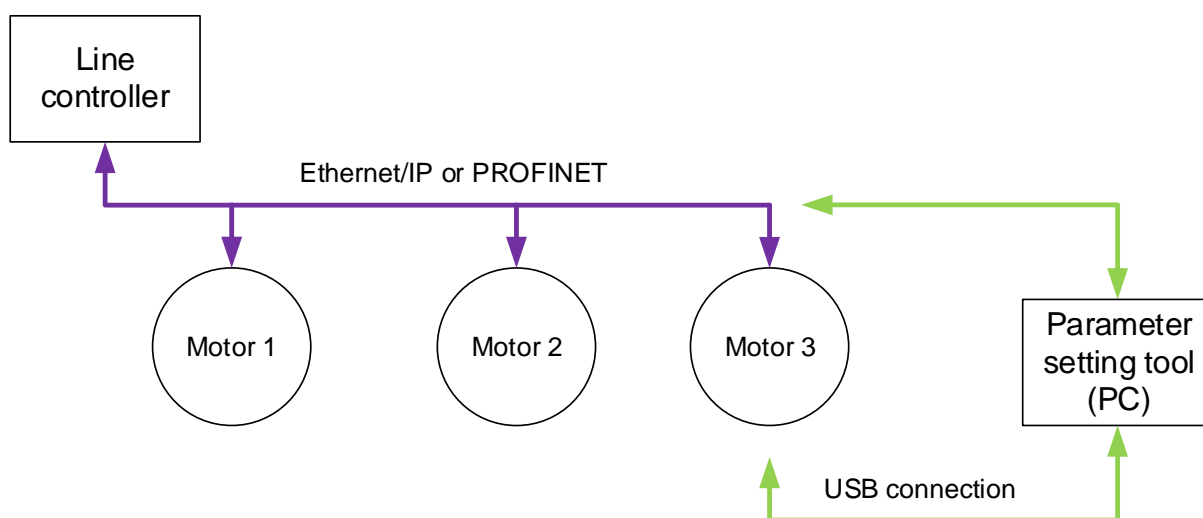 Line
controller
Ethernet/IP or PROFINET
Motor 1
Motor 2
Motor 3
Parameter
setting tool
(PC)
USB connection